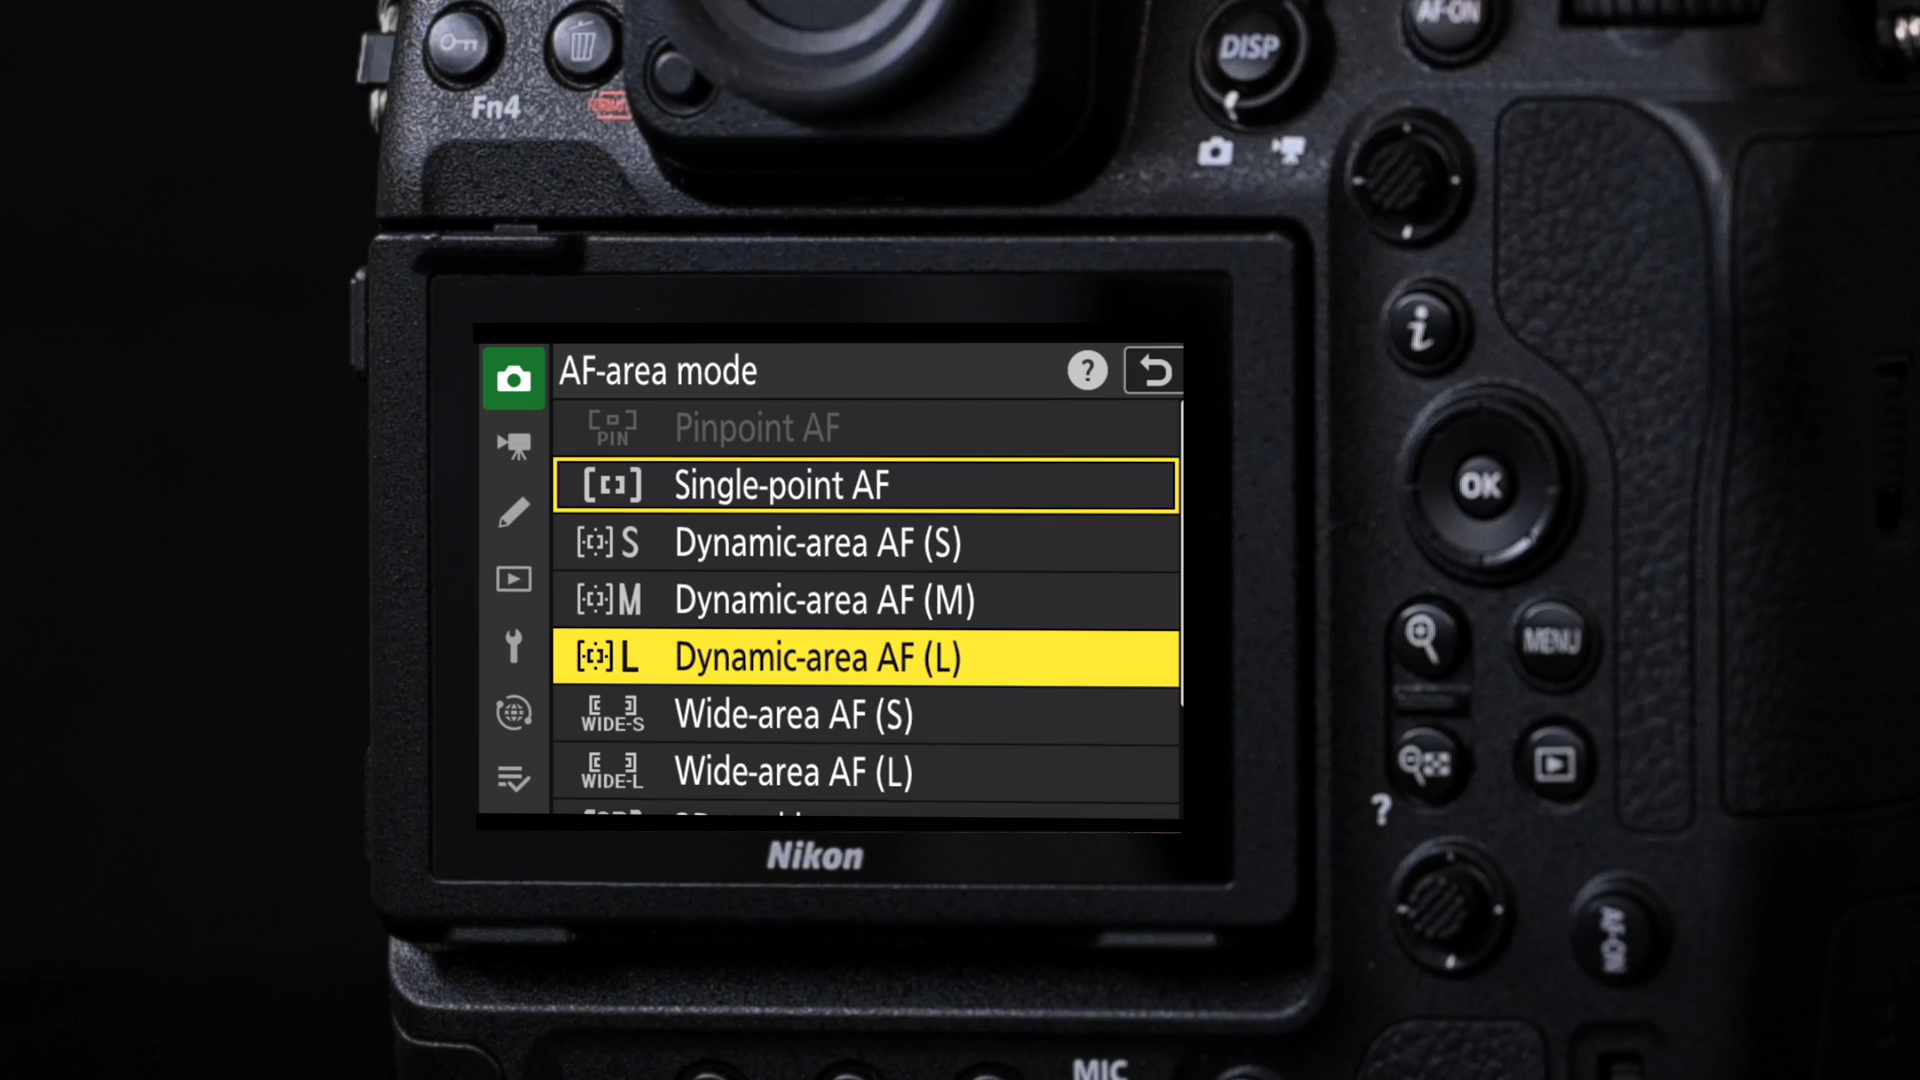 AF-ON
DISP
Fn4
i
AF-area mode
?
PIN
Pinpoint AF
Single-point AF
S
Dynamic-area AF (S)
M
Dynamic-area AF (M)
L
Dynamic-area AF (L)
WIDE-S
Wide-area AF (S)
WIDE-L
Wide-area AF (L)
OK
MENU
?
Nikon
AF-ON
MIC